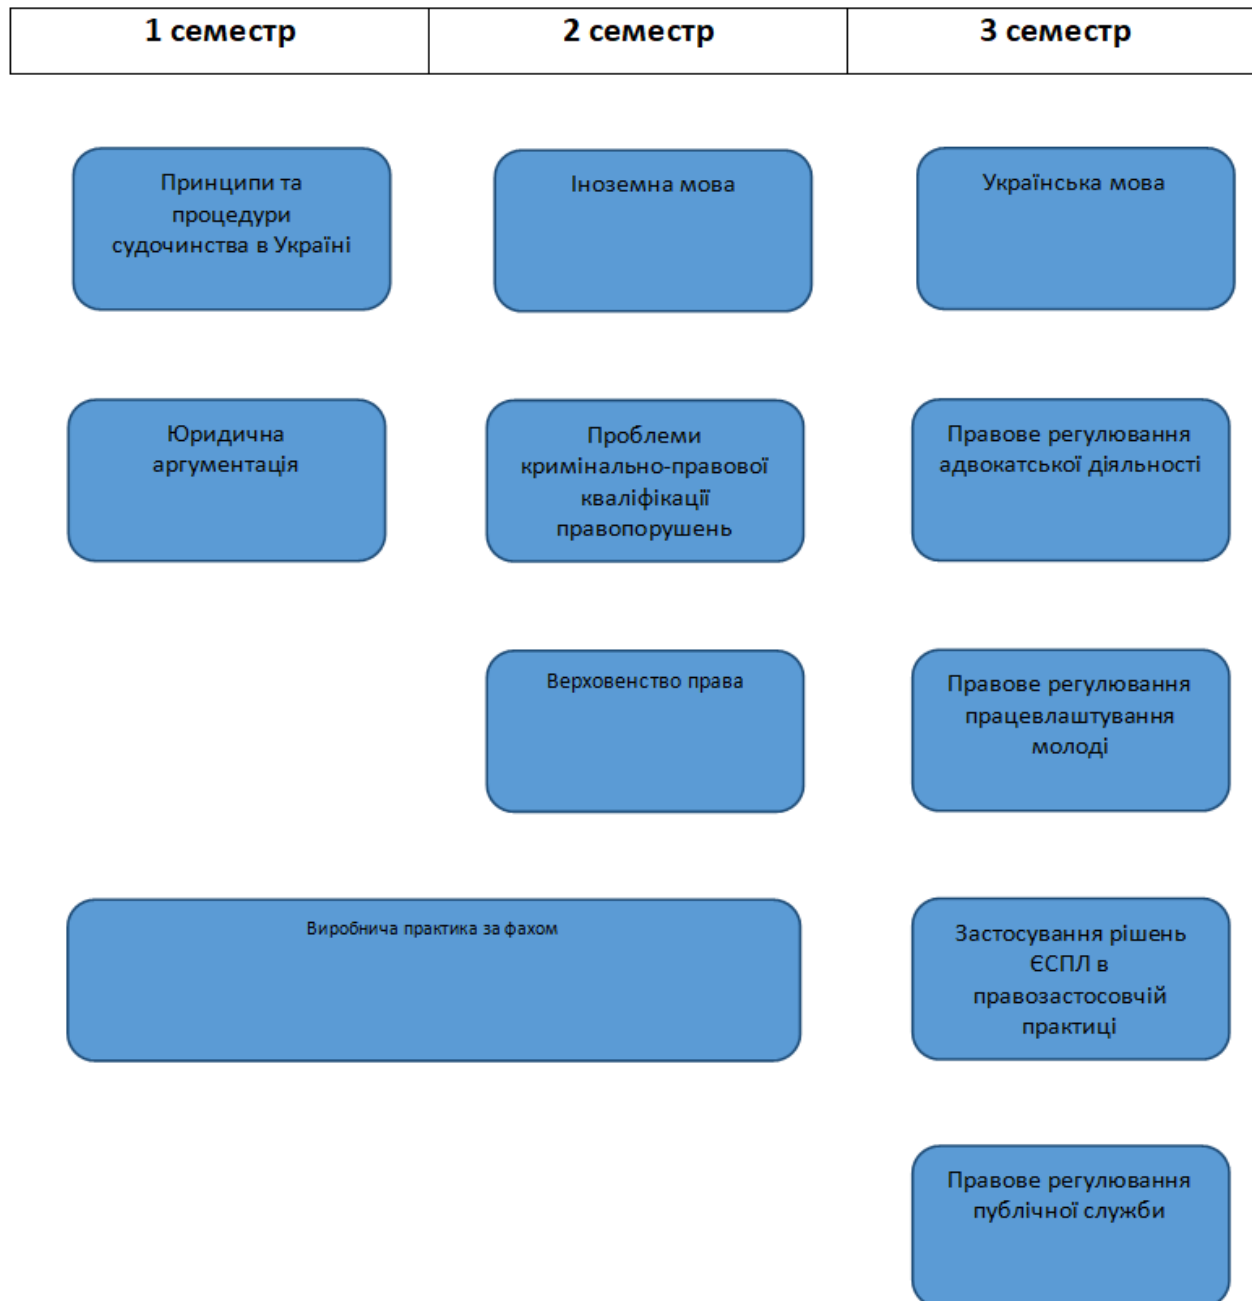 1 семестр
2 семестр
3 семестр
Принципи та
процедури
судочинства в Україні
Іноземна мова
Українська мова
Юридична
аргументація
Проблеми
кримінально-правової
кваліфікації
правопорушень
Правове регулювання
адвокатської діяльності
Верховенство права
Правове регулювання
працевлаштування
молоді
Виробнича практика за фахом
Застосування рішень
ЄСПЛ в
правозастосовчій
практиці
Правове регулювання
публічної служби